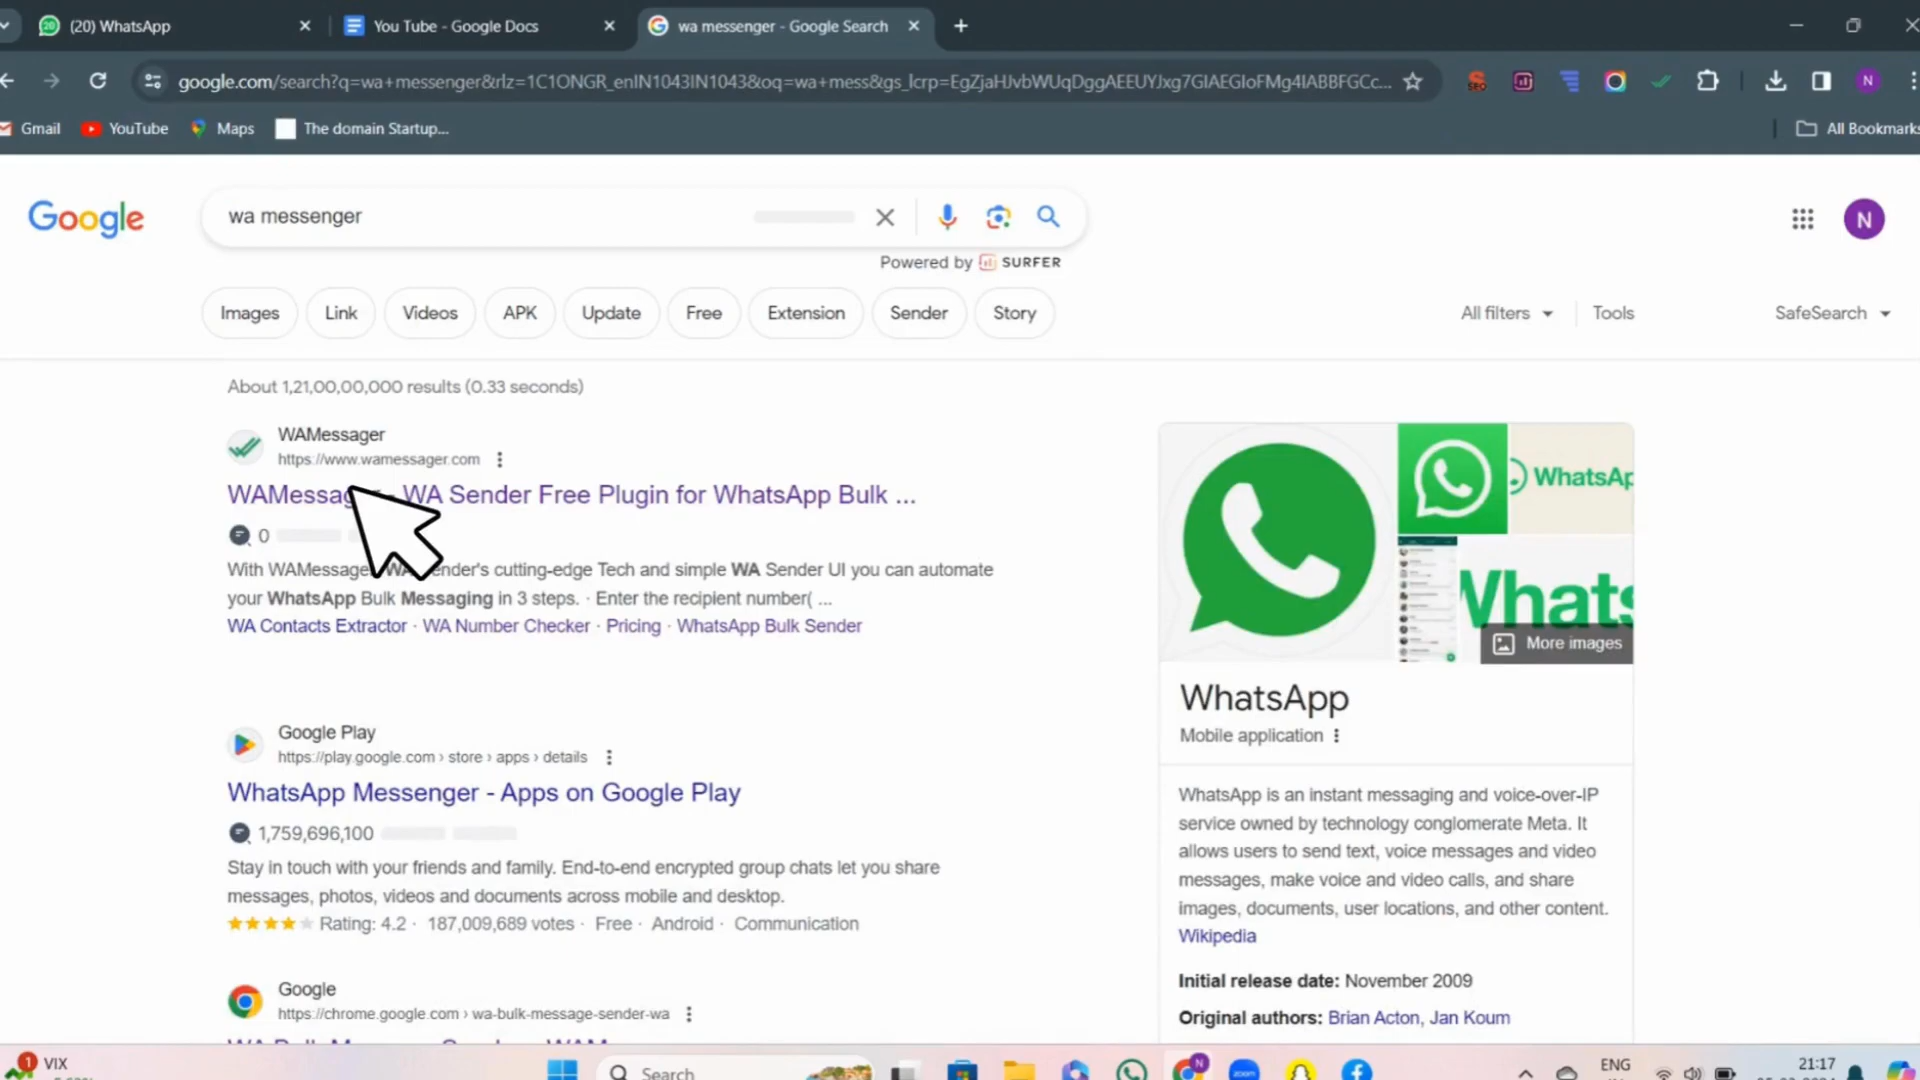 (20) WhatsApp
You Tube - Google Docs
wa messenger - Google Search
google.com/search?q=wa+messenger&rlz=1C1ONGR_enIN1043IN1043&oq=wa+mess&gs_lcrp=EgZjaHJvbWUqDggAEEUYJxg7GIAEGIoFMg4IABBFGCc...
Gmail
YouTube
Maps
The domain Startup...
All Bookmarks
Google
wa messenger
N
Powered by SURFER
Images
Link
Videos
APK
Update
Free
Extension
Sender
Story
All filters
Tools
SafeSearch
About 1,21,00,00,000 results (0.33 seconds)
WAMessager
https://www.wamessager.com
WA Sender Free Plugin for WhatsApp Bulk ...
0
With WAMessager WA Sender's cutting-edge Tech and simple WA Sender UI you can automate
your WhatsApp Bulk Messaging in 3 steps. · Enter the recipient number( ...
WA Contacts Extractor · WA Number Checker · Pricing · WhatsApp Bulk Sender
Google Play
https://play.google.com › store › apps › details
WhatsApp Messenger - Apps on Google Play
1,759,696,100
Stay in touch with your friends and family. End-to-end encrypted group chats let you share
messages, photos, videos and documents across mobile and desktop.
Rating: 4.2 · 187,009,689 votes · Free · Android · Communication
Google
https://chrome.google.com › wa-bulk-message-sender-wa
WhatsAp
Whats
More images
WhatsApp
Mobile application
WhatsApp is an instant messaging and voice-over-IP
service owned by technology conglomerate Meta. It
allows users to send text, voice messages and video
messages, make voice and video calls, and share
images, documents, user locations, and other content.
Wikipedia
Initial release date: November 2009
Original authors: Brian Acton, Jan Koum
1
VIX
Search
zoom
ENG
21:17